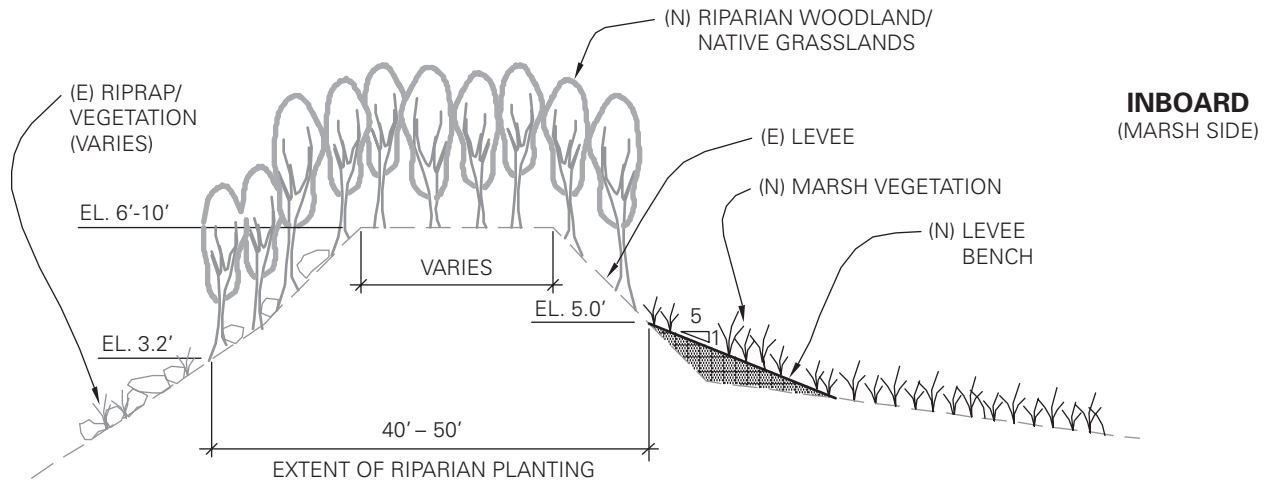 (N) RIPARIAN WOODLAND/
NATIVE GRASSLANDS
(E) RIPRAP/
VEGETATION
(VARIES)
INBOARD
(MARSH SIDE)
(E) LEVEE
(N) MARSH VEGETATION
EL. 6’-10’
(N) LEVEE
BENCH
VARIES
EL. 5.0’
5
1
EL. 3.2’
40’ – 50’
EXTENT OF RIPARIAN PLANTING